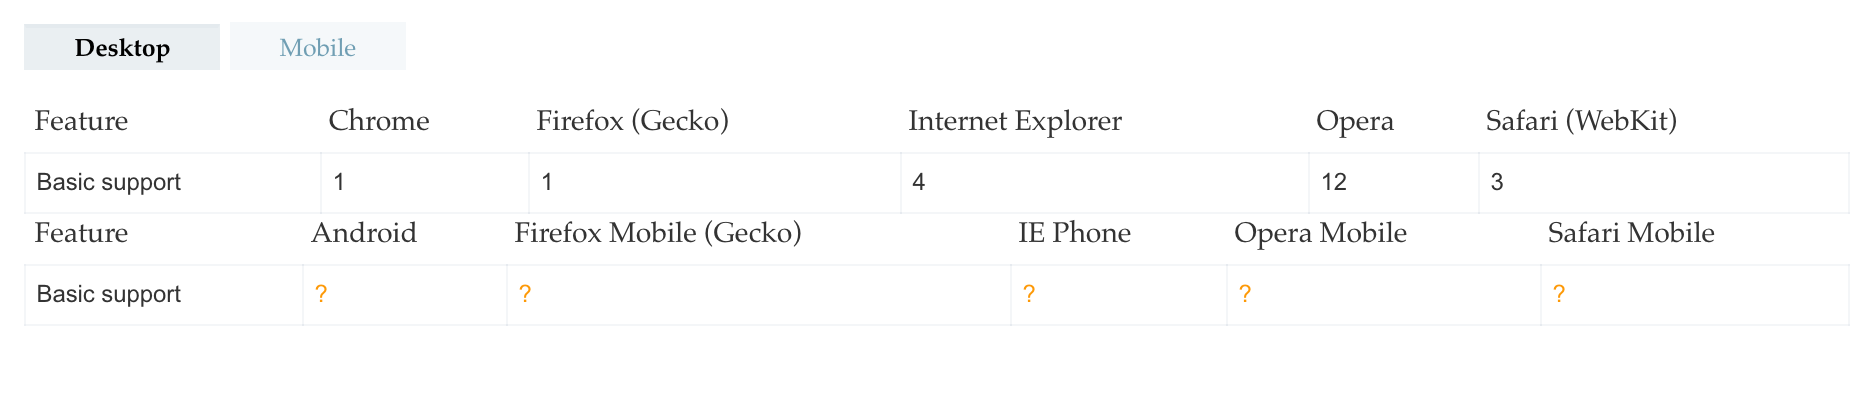 Desktop Mobile
Feature Chrome Firefox (Gecko) Internet Explorer Opera Safari (WebKit)
Basic support 1 1 4 12 3
Feature Android Firefox Mobile (Gecko) IE Phone Opera Mobile Safari Mobile
Basic support ? ? ? ? ?